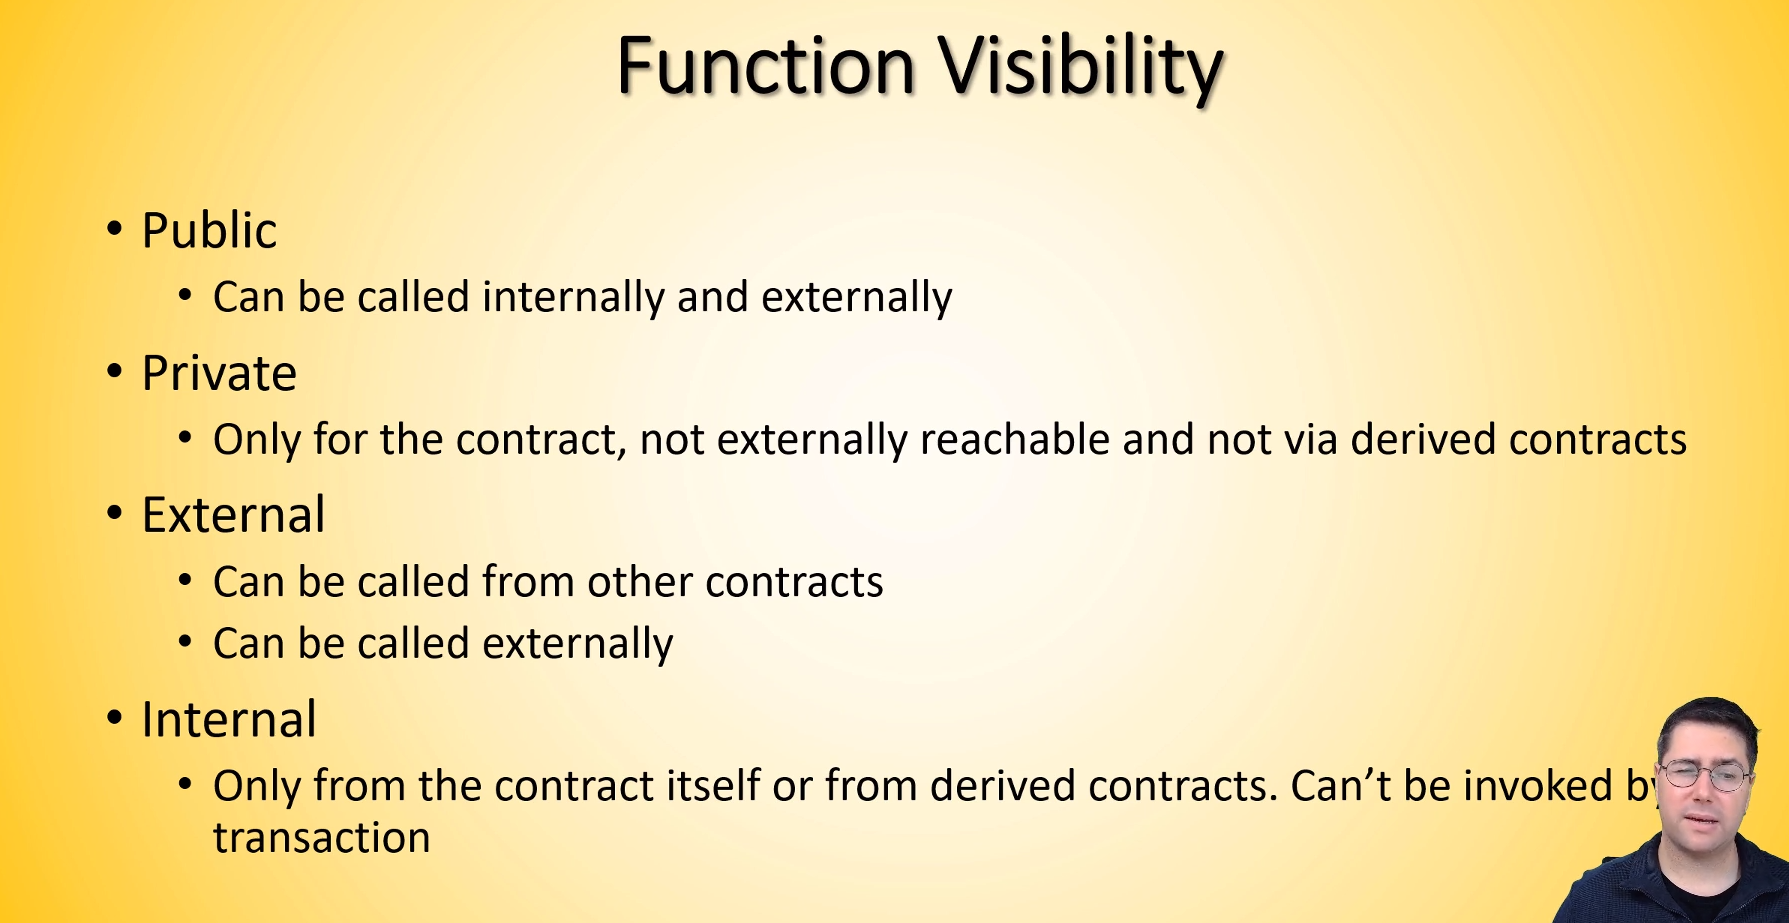 Function Visibility
• Public
• Can be called internally and externally
• Private
• Only for the contract, not externally reachable and not via derived contracts
• External
• Can be called from other contracts
• Can be called externally
• Internal
• Only from the contract itself or from derived contracts. Can’t be invoked by
transaction